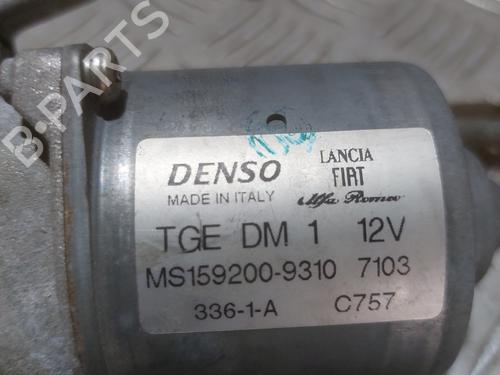 B-PARTS
DENSO
MADE IN ITALY
LANCIA
FIAT
Alfa Romeo
TGE DM 1 12V
MS159200-9310 7103
336-1-A C757